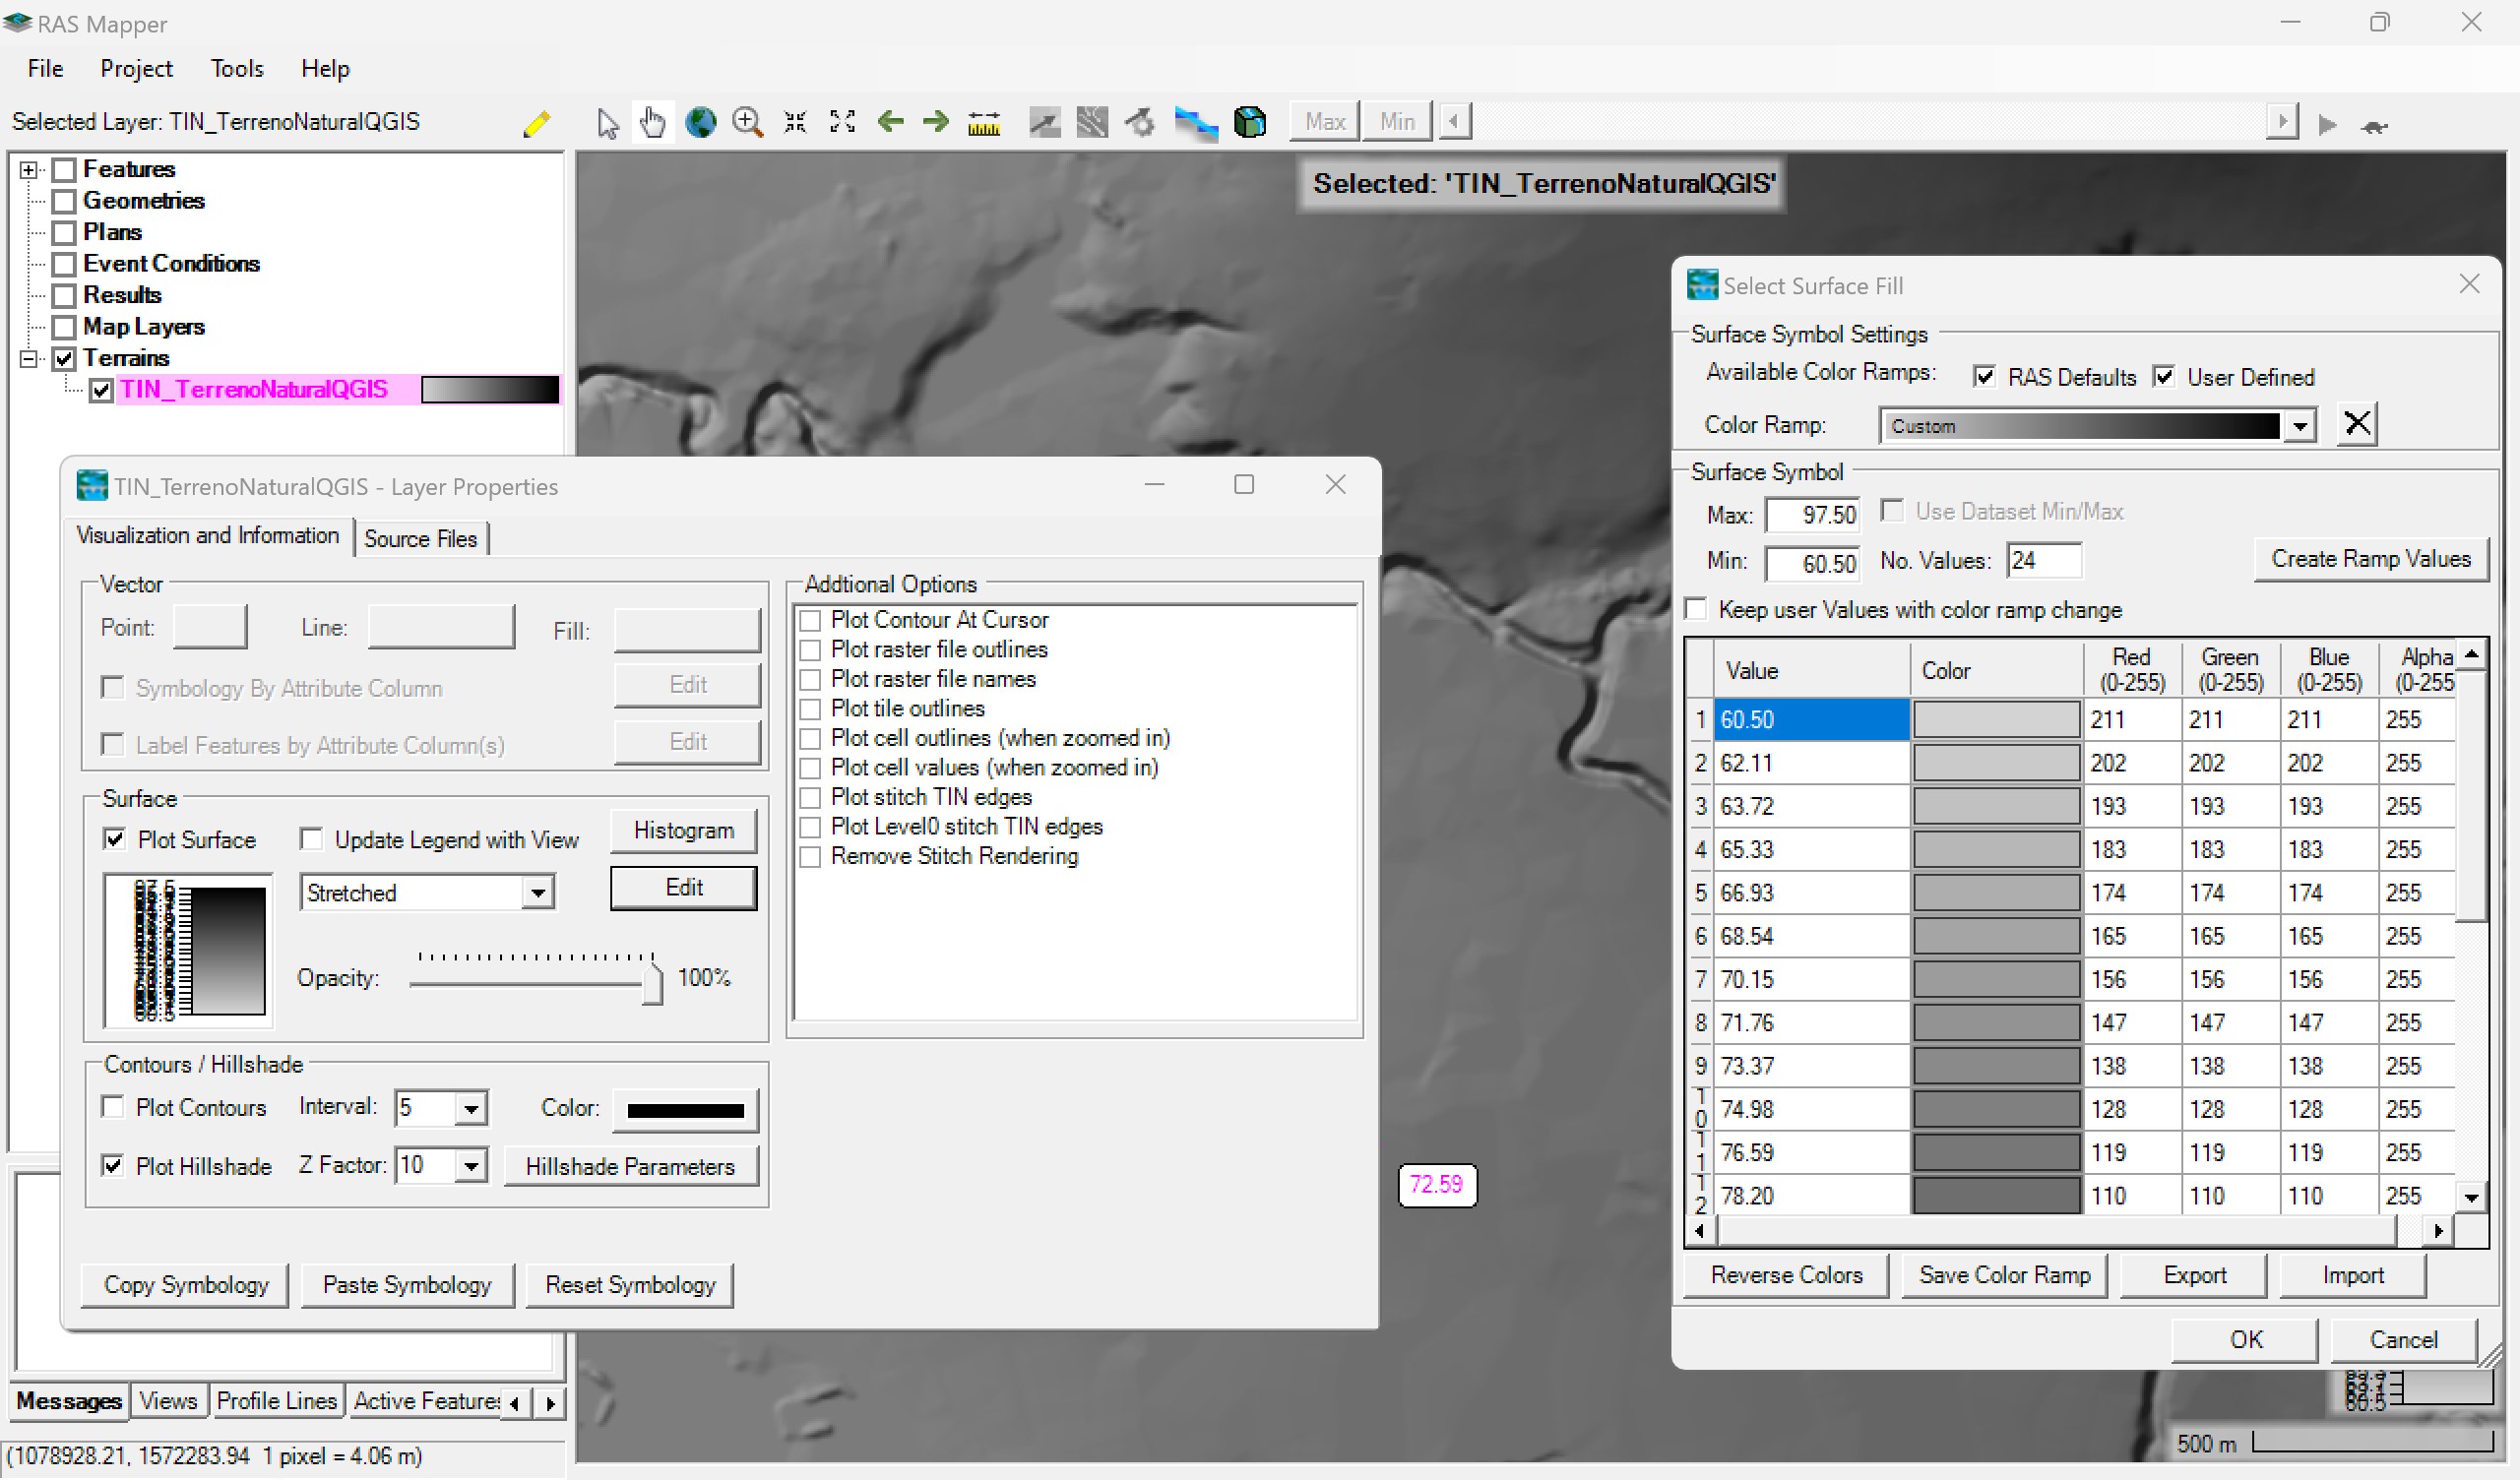 RAS Mapper
File Project Tools Help
Selected Layer: TIN_TerrenoNaturalQGIS
Max Min
Features
Geometries
Plans
Event Conditions
Results
Map Layers
Terrains
TIN_TerrenoNaturalQGIS
Selected: 'TIN_TerrenoNaturalQGIS'
TIN_TerrenoNaturalQGIS - Layer Properties
Visualization and Information Source Files
Vector
Point: Line: Fill:
Symbology By Attribute Column Edit
Label Features by Attribute Column(s) Edit
Surface
Plot Surface Update Legend with View Histogram
Stretched Edit
Opacity: 100%
Contours / Hillshade
Plot Contours Interval: 5 Color:
Plot Hillshade Z Factor: 10 Hillshade Parameters
Addtional Options
Plot Contour At Cursor
Plot raster file outlines
Plot raster file names
Plot tile outlines
Plot cell outlines (when zoomed in)
Plot cell values (when zoomed in)
Plot stitch TIN edges
Plot Level0 stitch TIN edges
Remove Stitch Rendering
Copy Symbology Paste Symbology Reset Symbology
72.59
Select Surface Fill
Surface Symbol Settings
Available Color Ramps: RAS Defaults User Defined
Color Ramp: Custom
Surface Symbol
Max: 97.50 Use Dataset Min/Max
Min: 60.50 No. Values: 24 Create Ramp Values
Keep user Values with color ramp change
Value Color Red (0-255) Green (0-255) Blue (0-255) Alpha (0-255
1 60.50 211 211 211 255
2 62.11 202 202 202 255
3 63.72 193 193 193 255
4 65.33 183 183 183 255
5 66.93 174 174 174 255
6 68.54 165 165 165 255
7 70.15 156 156 156 255
8 71.76 147 147 147 255
9 73.37 138 138 138 255
10 74.98 128 128 128 255
11 76.59 119 119 119 255
12 78.20 110 110 110 255
Reverse Colors Save Color Ramp Export Import
OK Cancel
60.5
500 m
Messages Views Profile Lines Active Features
(1078928.21, 1572283.94 1 pixel = 4.06 m)